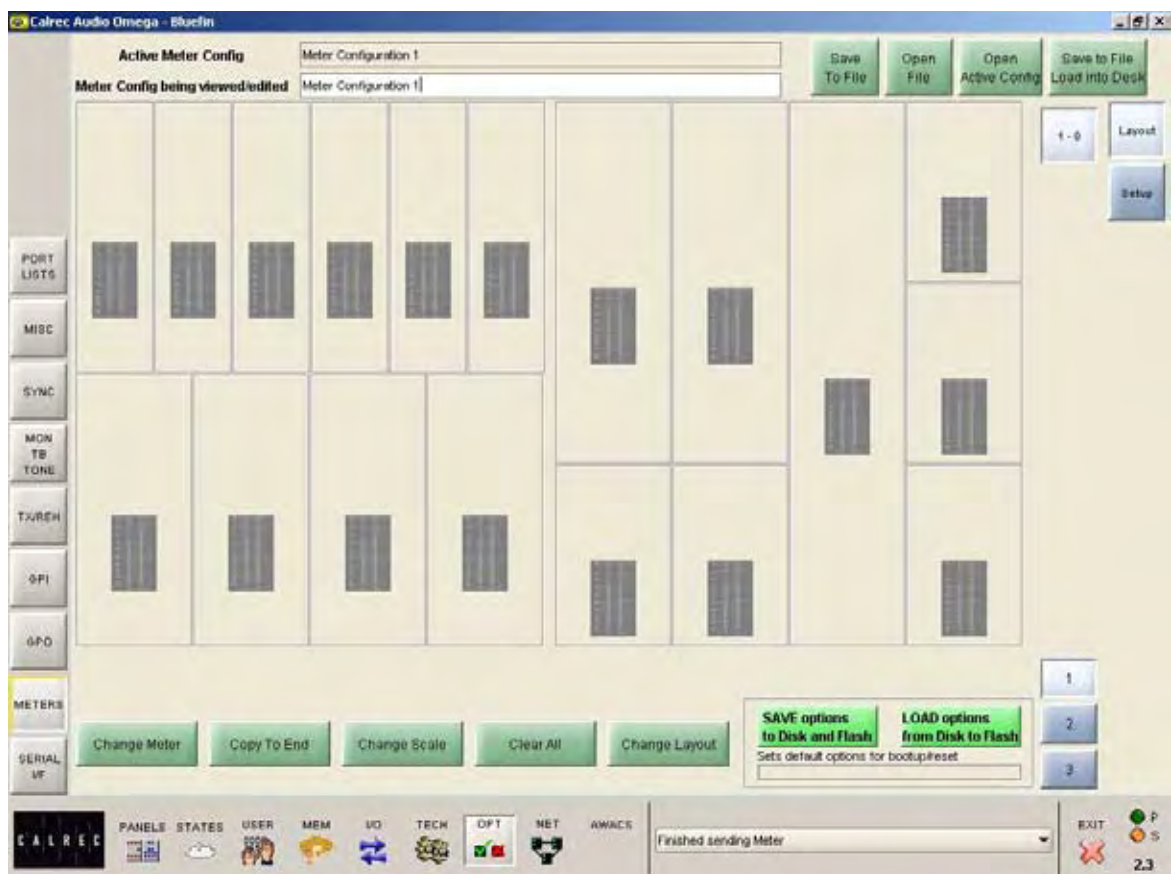 Calrec Audio Omega - Bluefin
Active Meter Config
Meter Configuration 1
Meter Config being viewed/edited
Meter Configuration 1
Save
To File
Open
File
Open
Active Config
Save to File
Load into Desk
1 - 0
Layout
Setup
PORT
LISTS
MISC
SYNC
MON
TB
TONE
TX/REH
GPI
GPO
METERS
SERIAL
I/F
Change Meter
Copy To End
Change Scale
Clear All
Change Layout
SAVE options
to Disk and Flash
LOAD options
from Disk to Flash
Sets default options for bootup/reset
1
2
3
CALREC
PANELS
STATES
USER
MEM
I/O
TECH
OPT
NET
AWACS
Finished sending Meter
EXIT
P
S
2.3